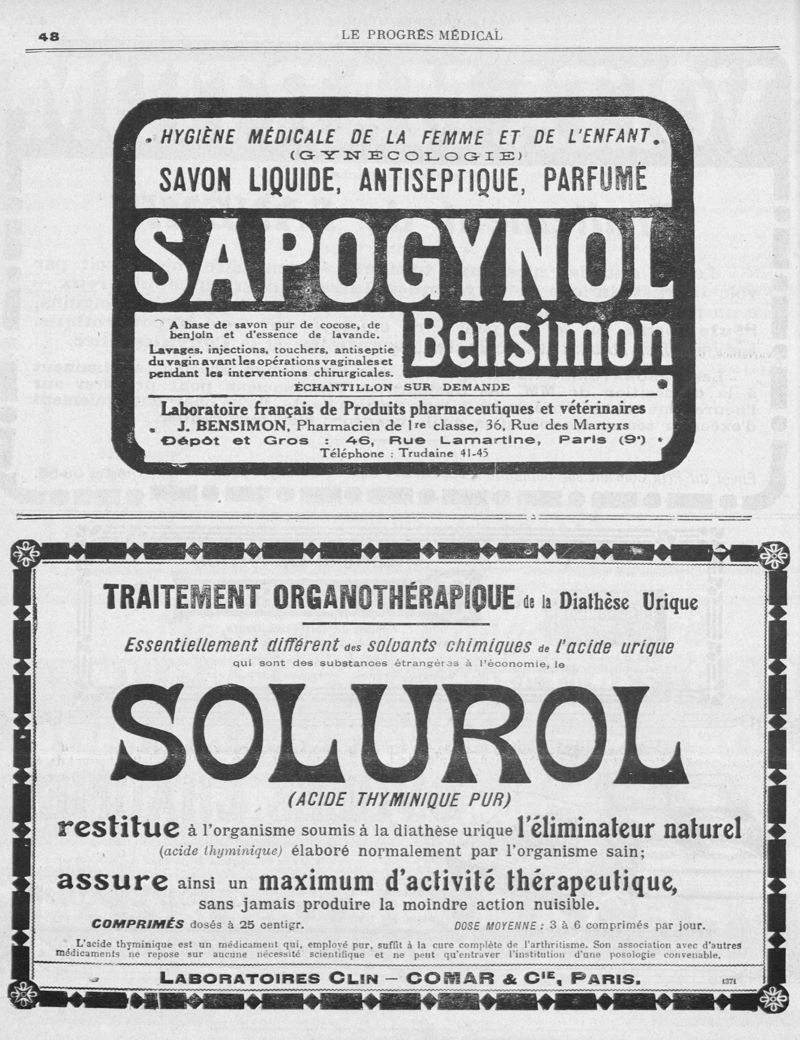 48
LE PROGRÈS MÉDICAL
HYGIÈNE MÉDICALE DE LA FEMME ET DE L'ENFANT.
(GYNECOLOGIE)
SAVON LIQUIDE, ANTISEPTIQUE, PARFUMÉ
SAPOGYNOL
Bensimon
A base de savon pur de cocose, de
benjoin et d'essence de lavande.
Lavages, injections, touchers, antiseptie
du vagin avant les opérations vaginales et
pendant les interventions chirurgicales.
ÉCHANTILLON SUR DEMANDE
Laboratoire français de Produits pharmaceutiques et vétérinaires
J. BENSIMON, Pharmacien de 1re classe, 36, Rue des Martyrs
Dépôt et Gros : 46, Rue Lamartine, Paris (9e)
Téléphone : Trudaine 41-45
TRAITEMENT ORGANOTHÉRAPIQUE de la Diathèse Urique
Essentiellement différent des solvants chimiques de l'acide urique
qui sont des substances étrangères à l'économie, le
SOLUROL
(ACIDE THYMINIQUE PUR)
restitue à l'organisme soumis à la diathèse urique l'éliminateur naturel
(acide thyminique) élaboré normalement par l'organisme sain;
assure ainsi un maximum d'activité thérapeutique,
sans jamais produire la moindre action nuisible.
COMPRIMÉS dosés à 25 centigr.
DOSE MOYENNE : 3 à 6 comprimés par jour.
L'acide thyminique est un médicament qui, employé pur, suffit à la cure complète de l'arthritisme. Son association avec d'autres
médicaments ne repose sur aucune nécessité scientifique et ne peut qu'entraver l'institution d'une posologie convenable.
LABORATOIRES CLIN – COMAR & CIE, PARIS.
1371